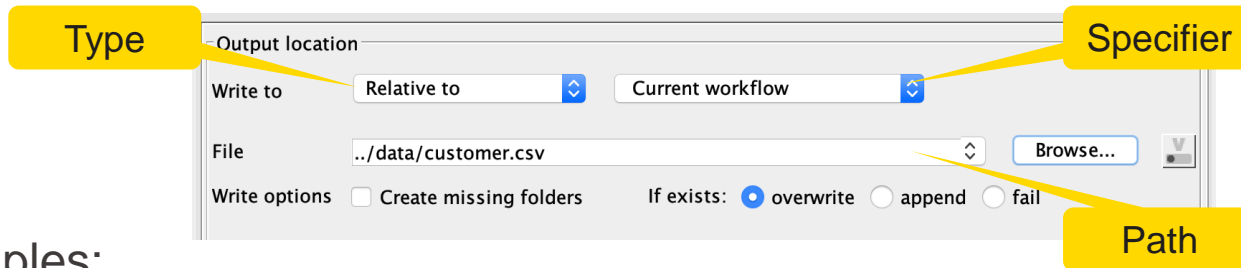 Type
Output location
Specifier
Write to Relative to Current workflow
File ../data/customer.csv Browse... V
Write options Create missing folders If exists: overwrite append fail
Path
ples: